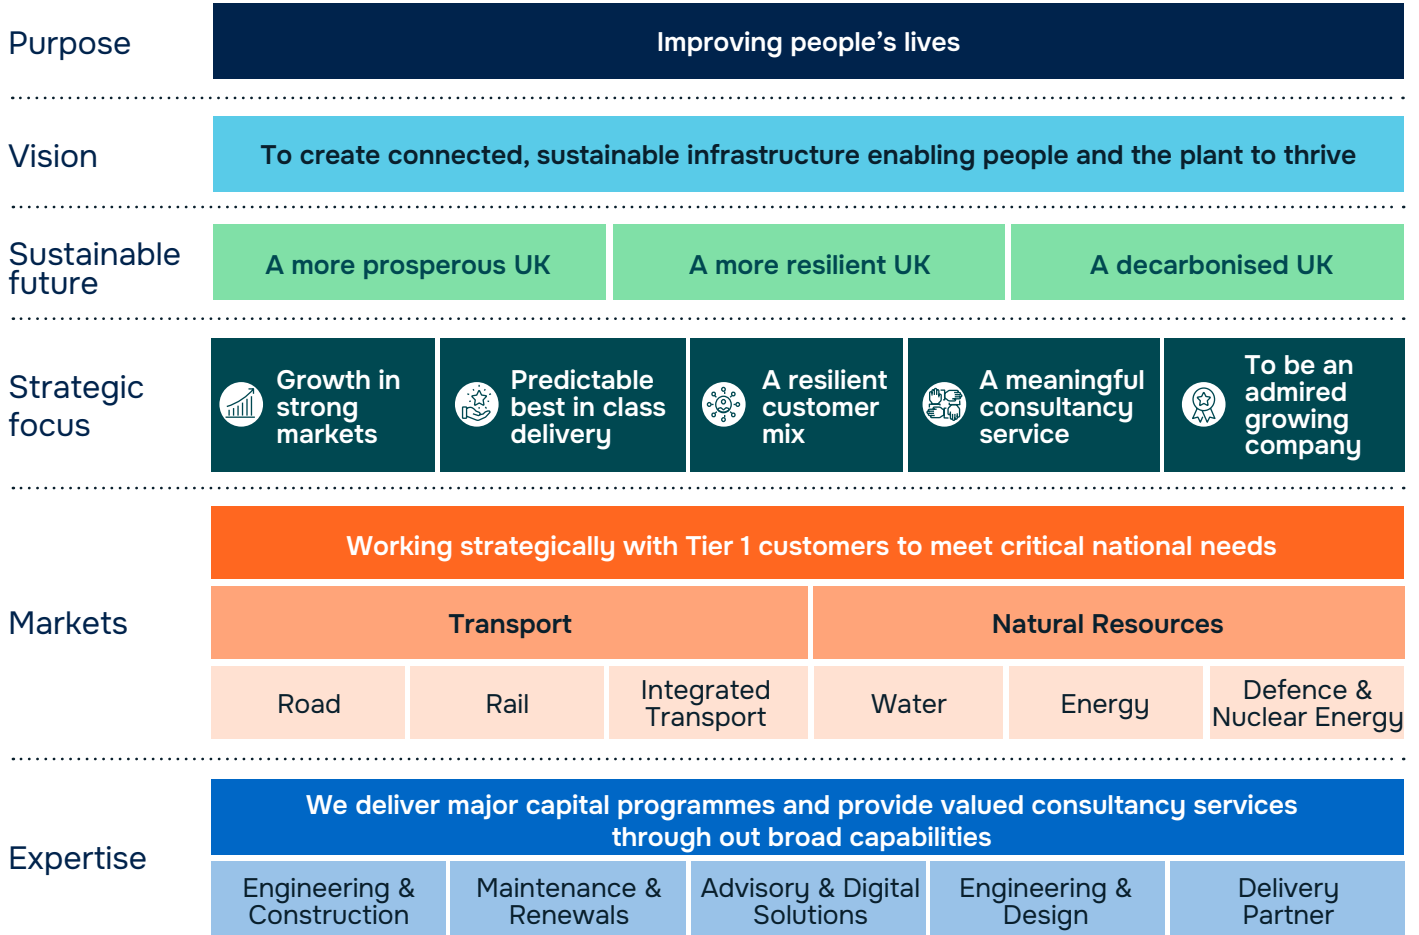 Purpose
Improving people’s lives
Vision
To create connected, sustainable infrastructure enabling people and the plant to thrive
Sustainable
future
A more prosperous UK
A more resilient UK
A decarbonised UK
Strategic
focus
Growth in
strong
markets
Predictable
best in class
delivery
A resilient
customer
mix
A meaningful
consultancy
service
To be an
admired
growing
company
Markets
Working strategically with Tier 1 customers to meet critical national needs
Transport
Natural Resources
Road
Rail
Integrated
Transport
Water
Energy
Defence &
Nuclear Energy
Expertise
We deliver major capital programmes and provide valued consultancy services
through out broad capabilities
Engineering &
Construction
Maintenance &
Renewals
Advisory & Digital
Solutions
Engineering &
Design
Delivery
Partner